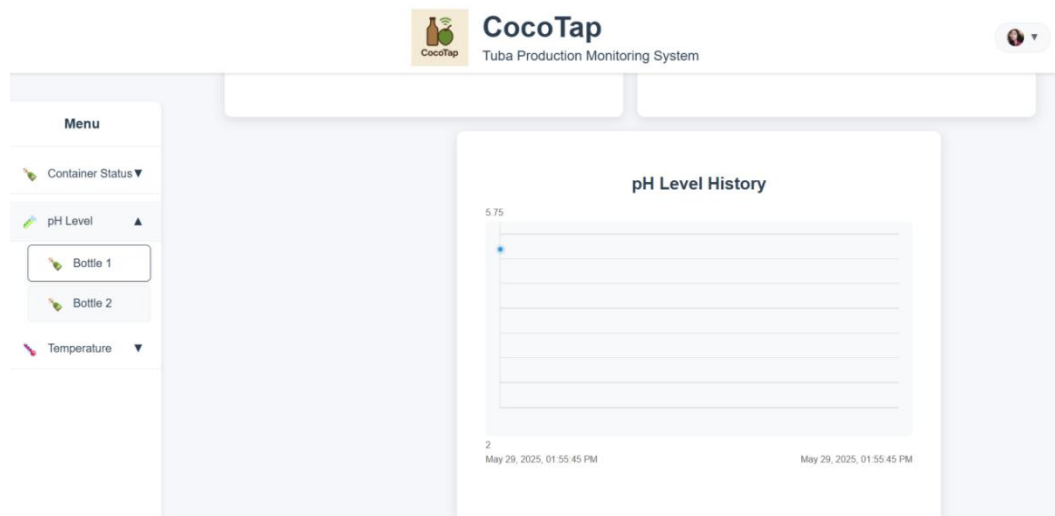 CocoTap
CocoTap
Tuba Production Monitoring System
▼
Menu
Container Status▼
pH Level ▲
Bottle 1
Bottle 2
Temperature ▼
pH Level History
5.75
2
May 29, 2025, 01:55:45 PM
May 29, 2025, 01:55:45 PM